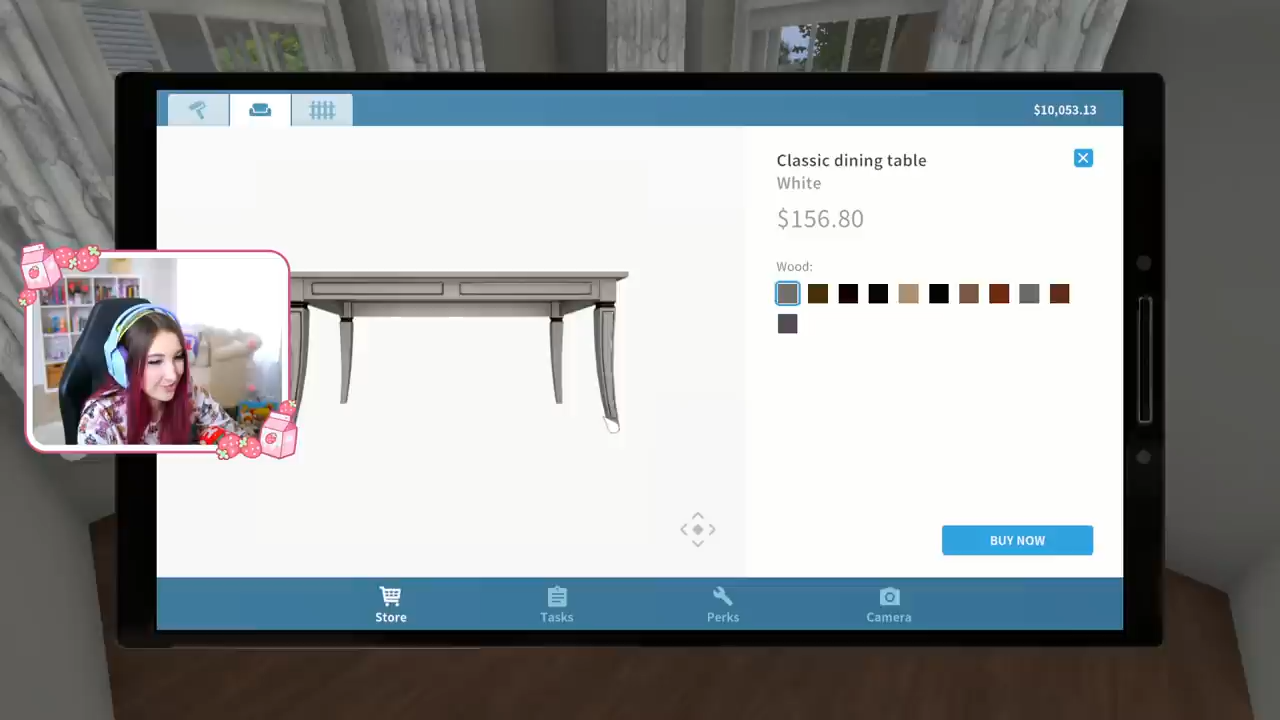 $10,053.13
Classic dining table
White
$156.80
Wood:
BUY NOW
Store
Tasks
Perks
Camera